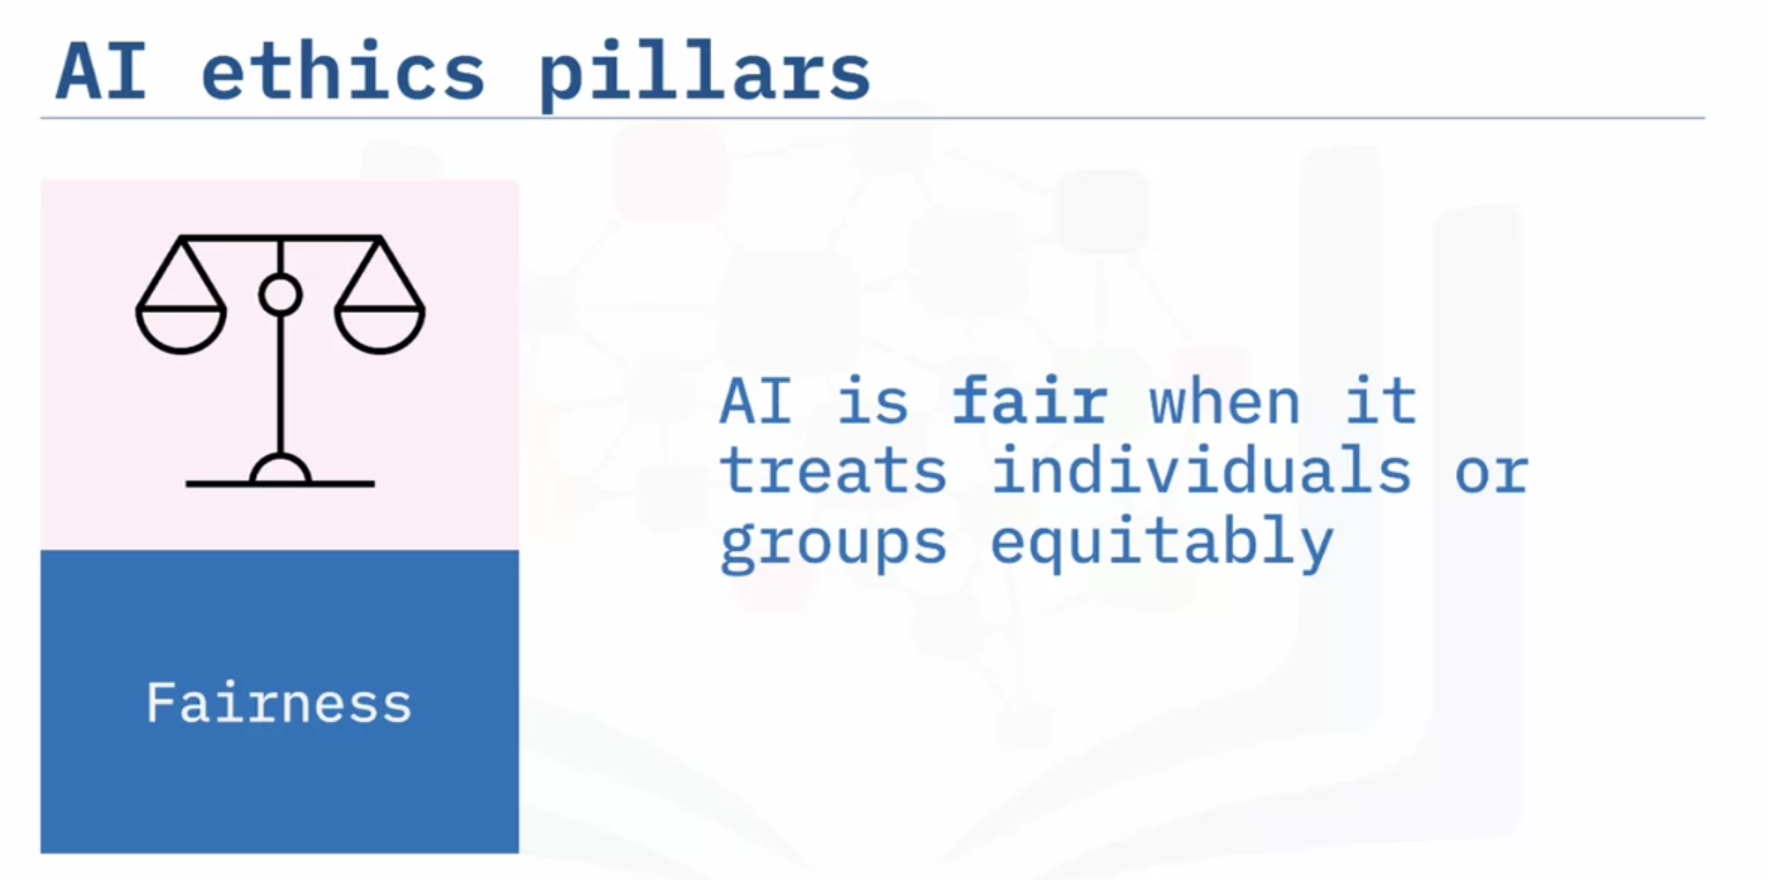 AI ethics pillars
AI is fair when it
treats individuals or
groups equitably
Fairness